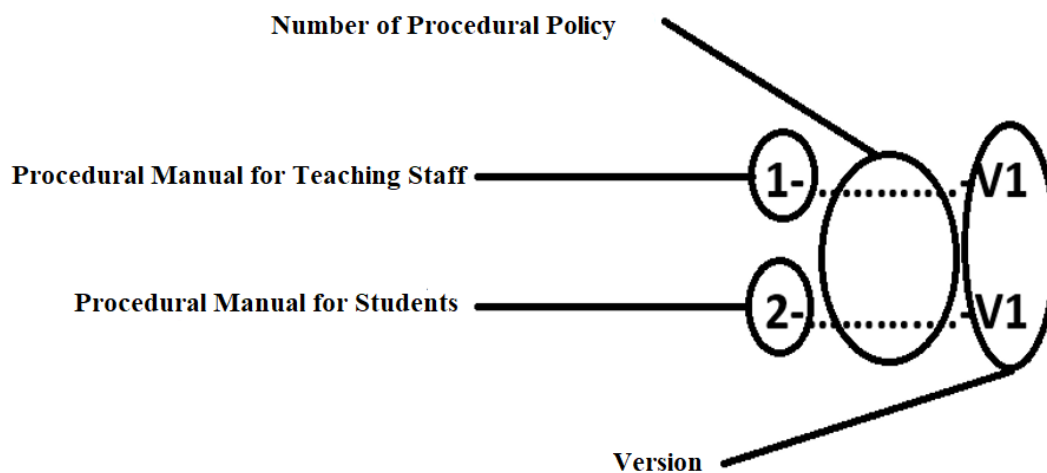 Number of Procedural Policy
Procedural Manual for Teaching Staff
1-............-V1
Procedural Manual for Students
2-............-V1
Version